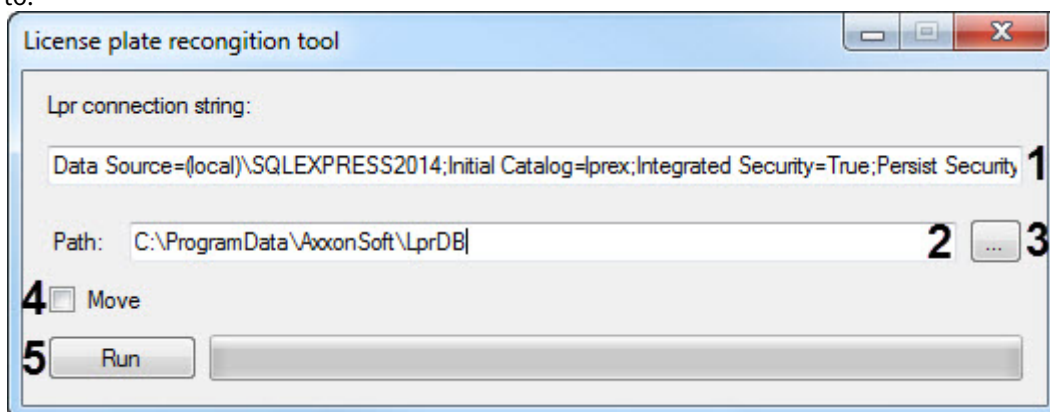 to.
License plate recongition tool
Lpr connection string:
Data Source=(local)\SQLEXPRESS2014;Initial Catalog=lprex;Integrated Security=True;Persist Security 1
Path: C:\ProgramData\AxxonSoft\LprDB 2 ... 3
4 Move
5 Run